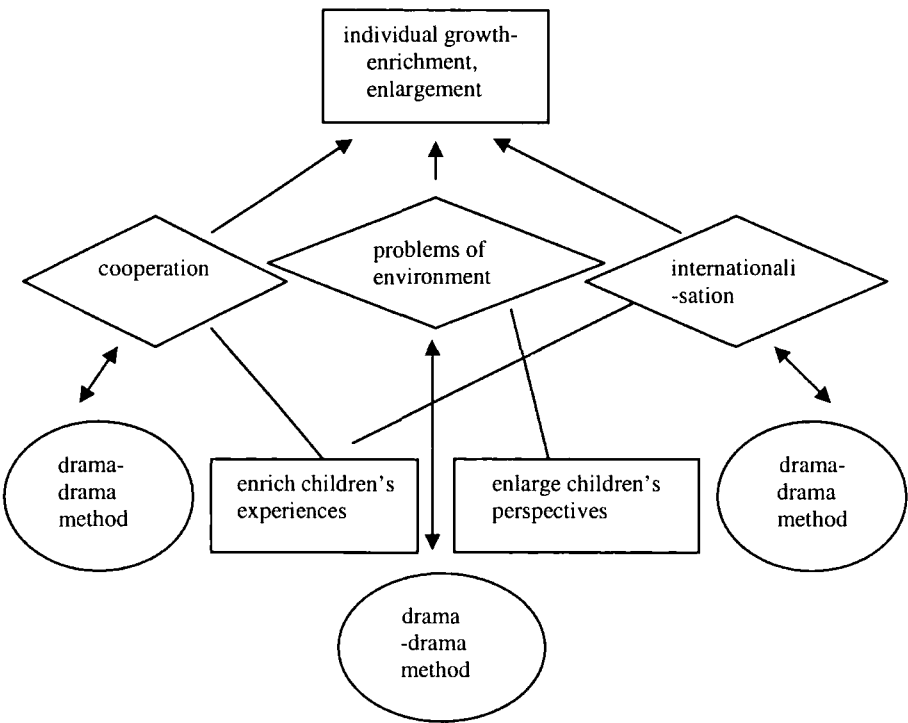 individual growth-
enrichment,
enlargement
cooperation
problems of
environment
internationali
-sation
drama-
drama
method
enrich children's
experiences
enlarge children's
perspectives
drama-
drama
method
drama
-drama
method